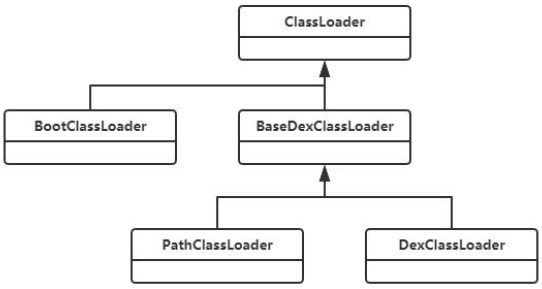 ClassLoader
BootClassLoader
BaseDexClassLoader
PathClassLoader
DexClassLoader